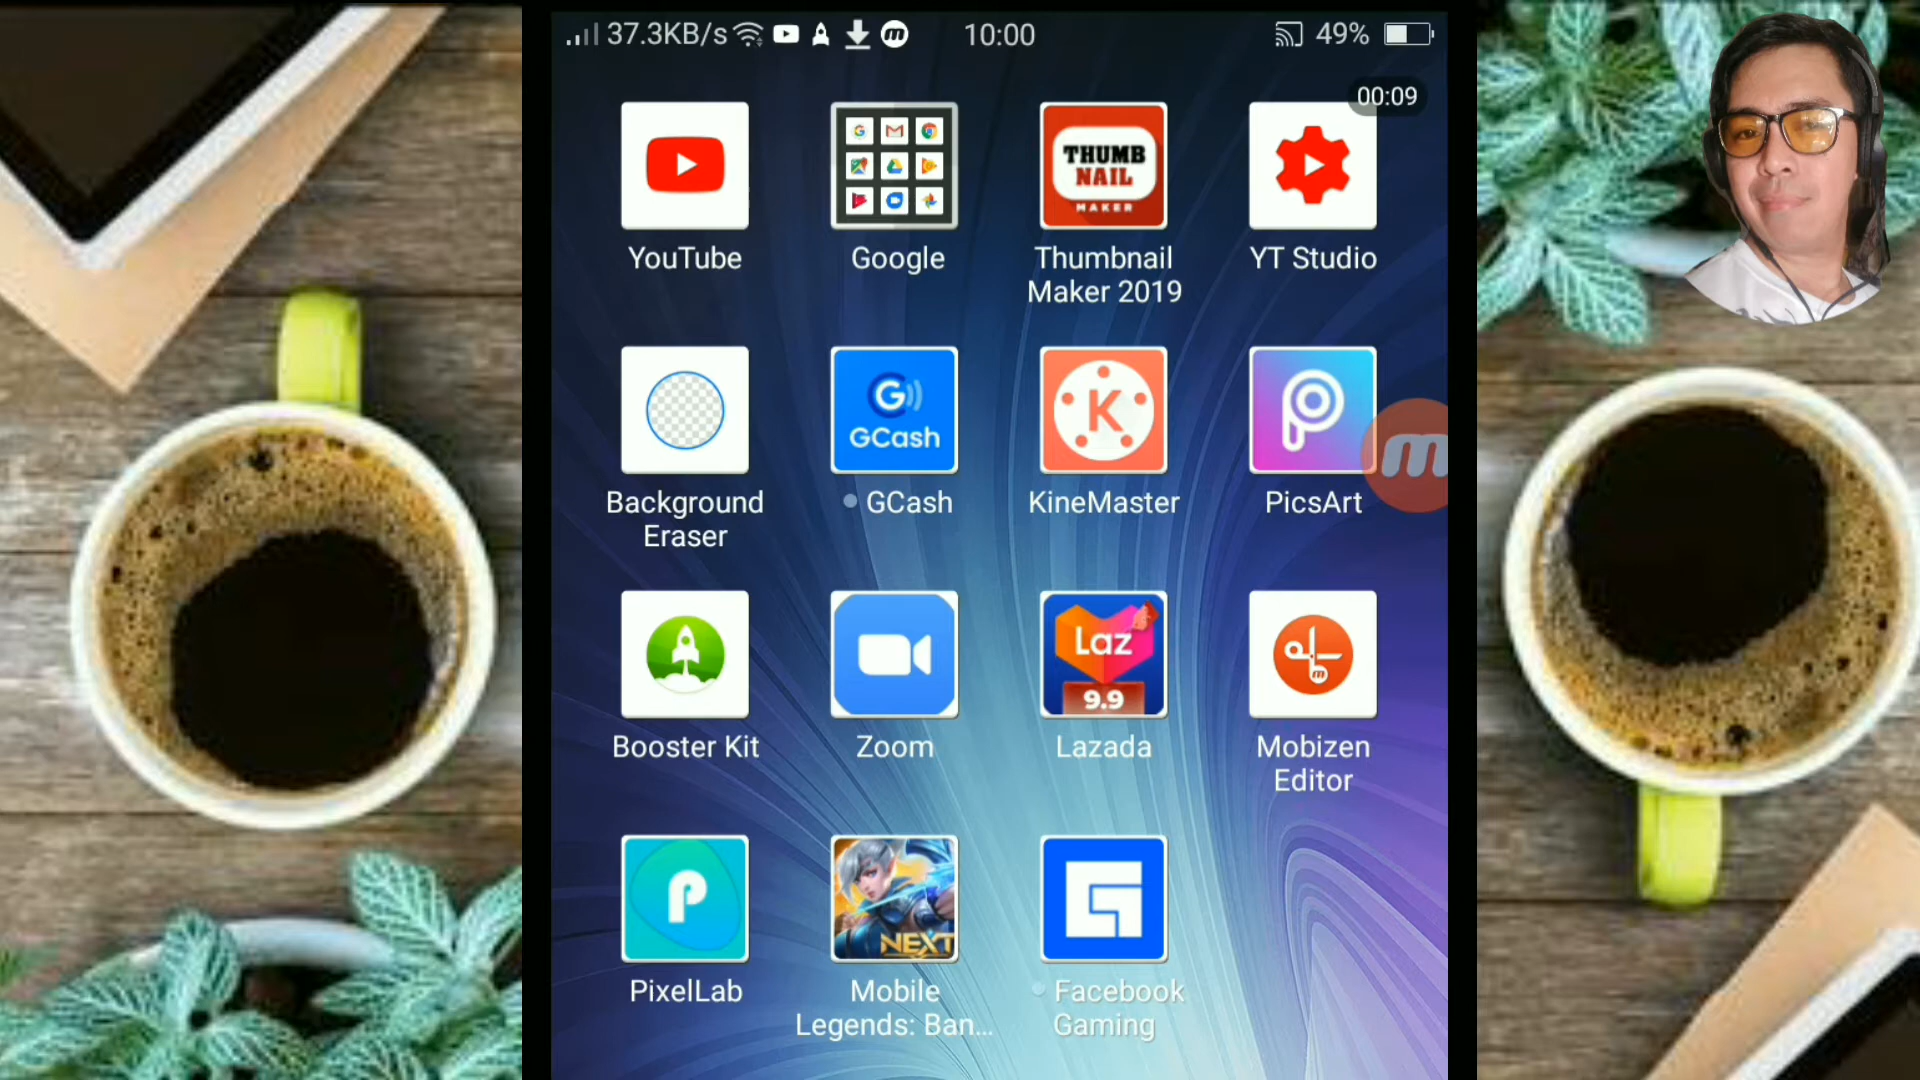 37.3KB/s 10:00 49%
00:09
THUMB
NAIL
MAKER
YouTube Google Thumbnail YT Studio
Maker 2019
G
GCash
K
m
Background GCash KineMaster PicsArt
Eraser
Laz
9.9
Booster Kit Zoom Lazada Mobizen
Editor
P
NEXT
PixelLab Mobile Facebook
Legends: Ban... Gaming